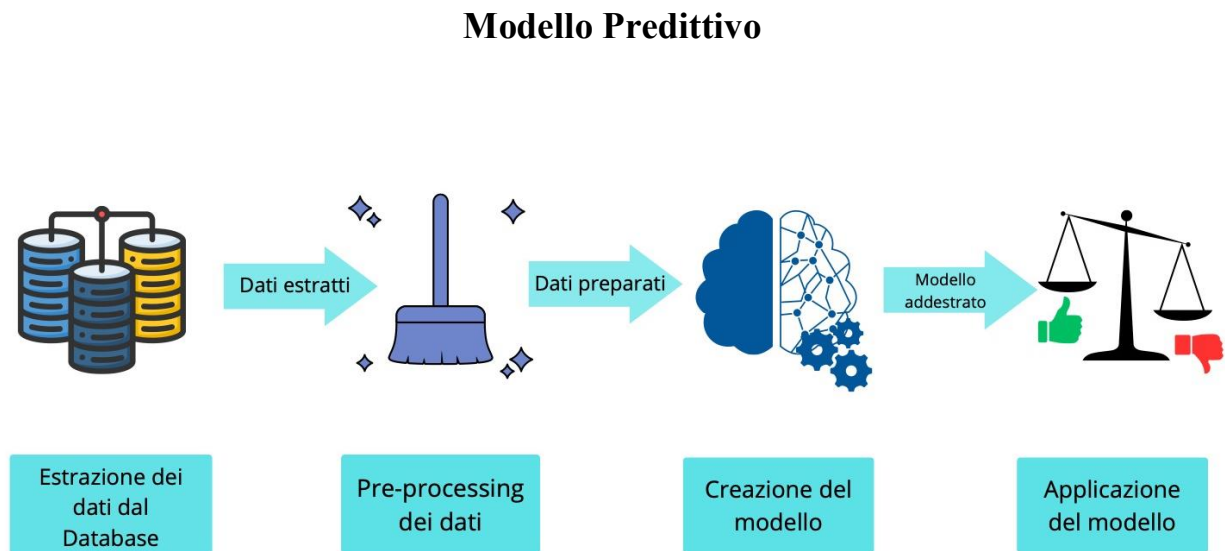 Modello Predittivo
Dati estratti
Dati preparati
Modello
addestrato
Estrazione dei
dati dal
Database
Pre-processing
dei dati
Creazione del
modello
Applicazione
del modello